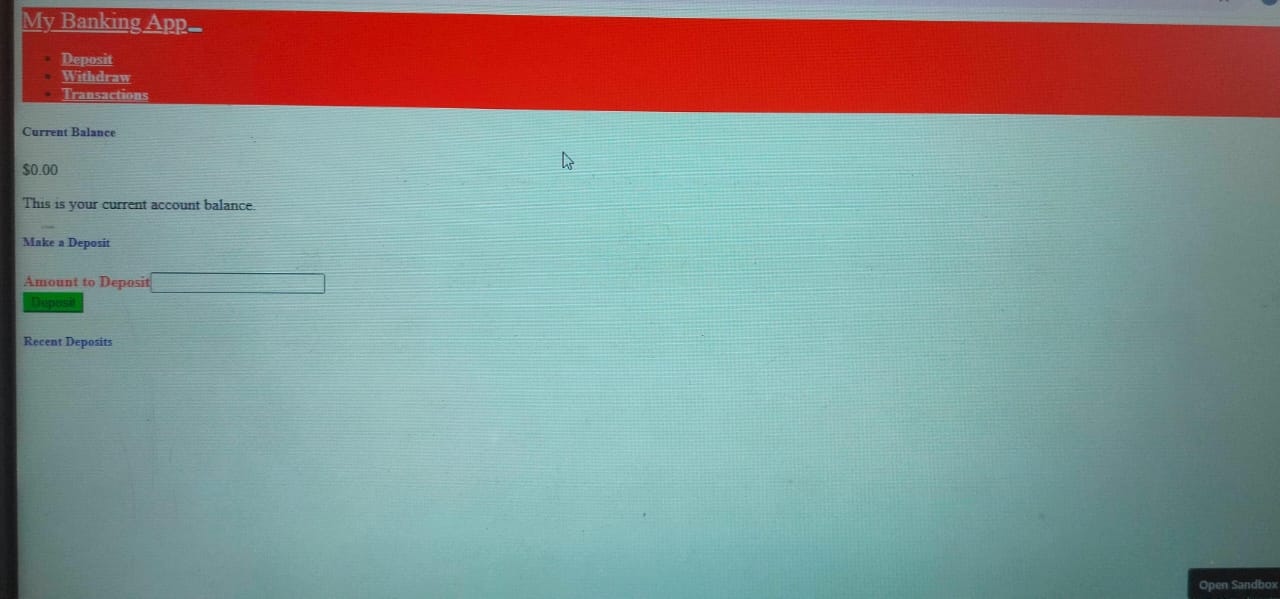 My Banking App
Deposit
Withdraw
Transactions
Current Balance
$0.00
This is your current account balance.
Make a Deposit
Amount to Deposit
Deposit
Recent Deposits
Open Sandbox